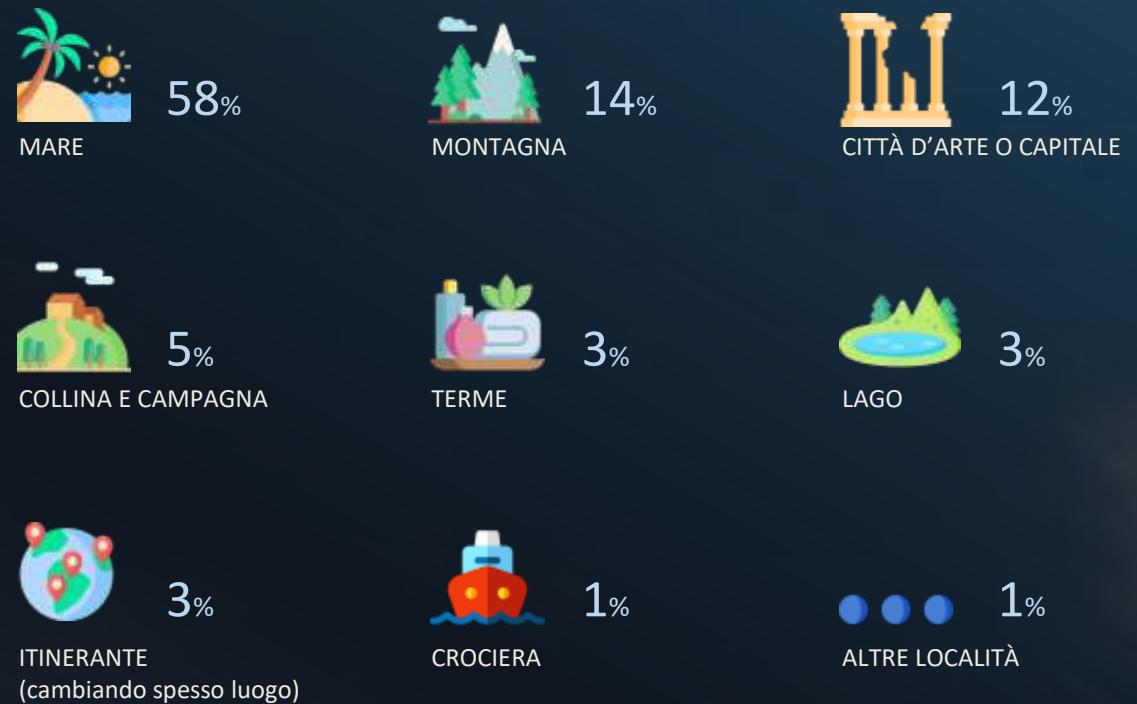 58%
MARE
14%
MONTAGNA
12%
CITTÀ D’ARTE O CAPITALE
5%
COLLINA E CAMPAGNA
3%
TERME
3%
LAGO
3%
ITINERANTE
(cambiando spesso luogo)
1%
CROCIERA
1%
ALTRE LOCALITÀ